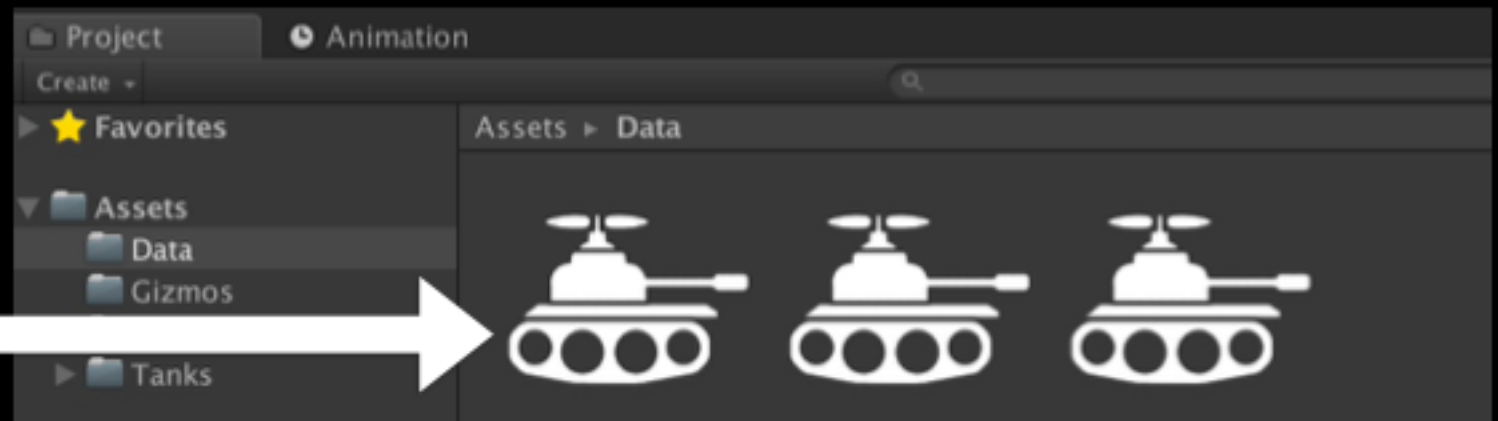 Project
Animation
Create
Favorites
Assets ▸ Data
Assets
Data
Gizmos
Tanks